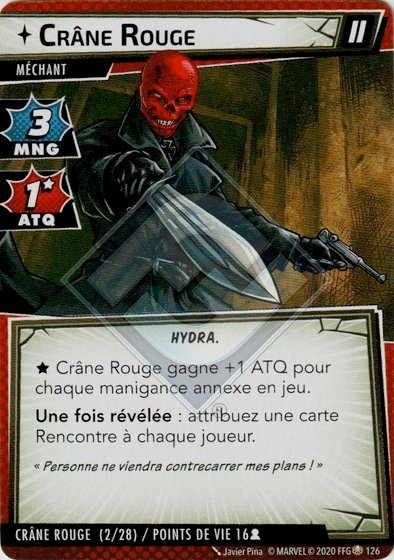 CRÂNE ROUGE
II
MÉCHANT
3
MNG
1★
ATQ
HYDRA.
★ Crâne Rouge gagne +1 ATQ pour
chaque manigance annexe en jeu.
Une fois révélée : attribuez une carte
Rencontre à chaque joueur.
« Personne ne viendra contrecarrer mes plans ! »
CRÂNE ROUGE (2/28) / POINTS DE VIE 16
Javier Pina © MARVEL © 2020 FFG 126